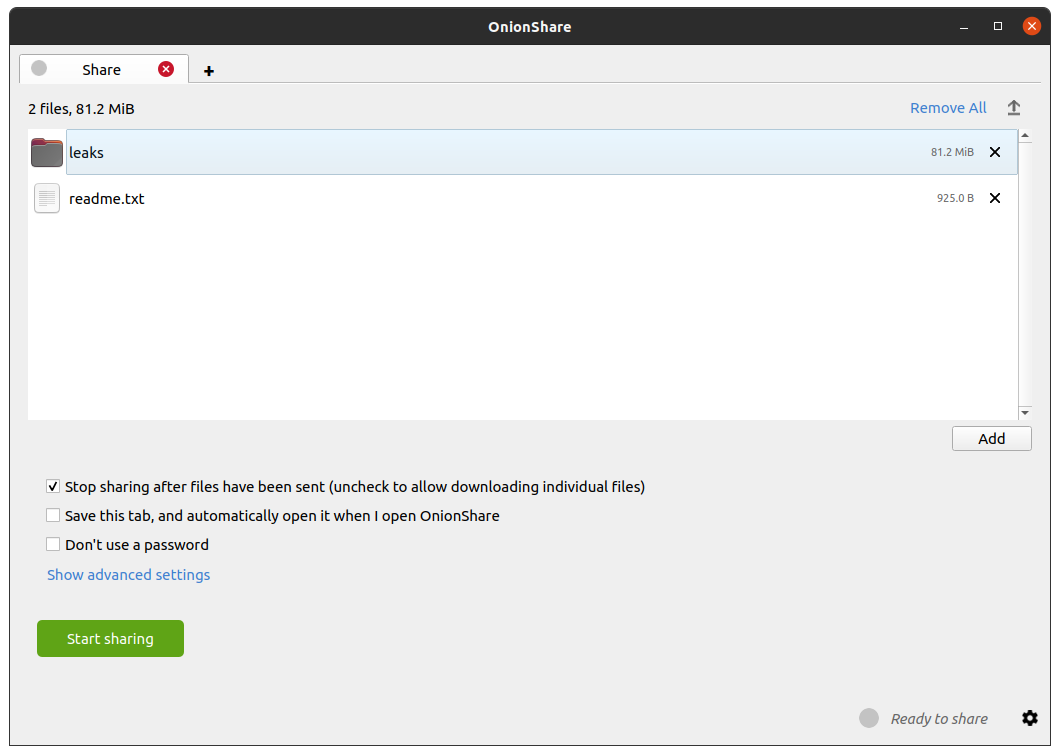 OnionShare
Share
2 files, 81.2 MiB
Remove All
leaks
81.2 MiB
readme.txt
925.0 B
Add
Stop sharing after files have been sent (uncheck to allow downloading individual files)
Save this tab, and automatically open it when I open OnionShare
Don't use a password
Show advanced settings
Start sharing
Ready to share